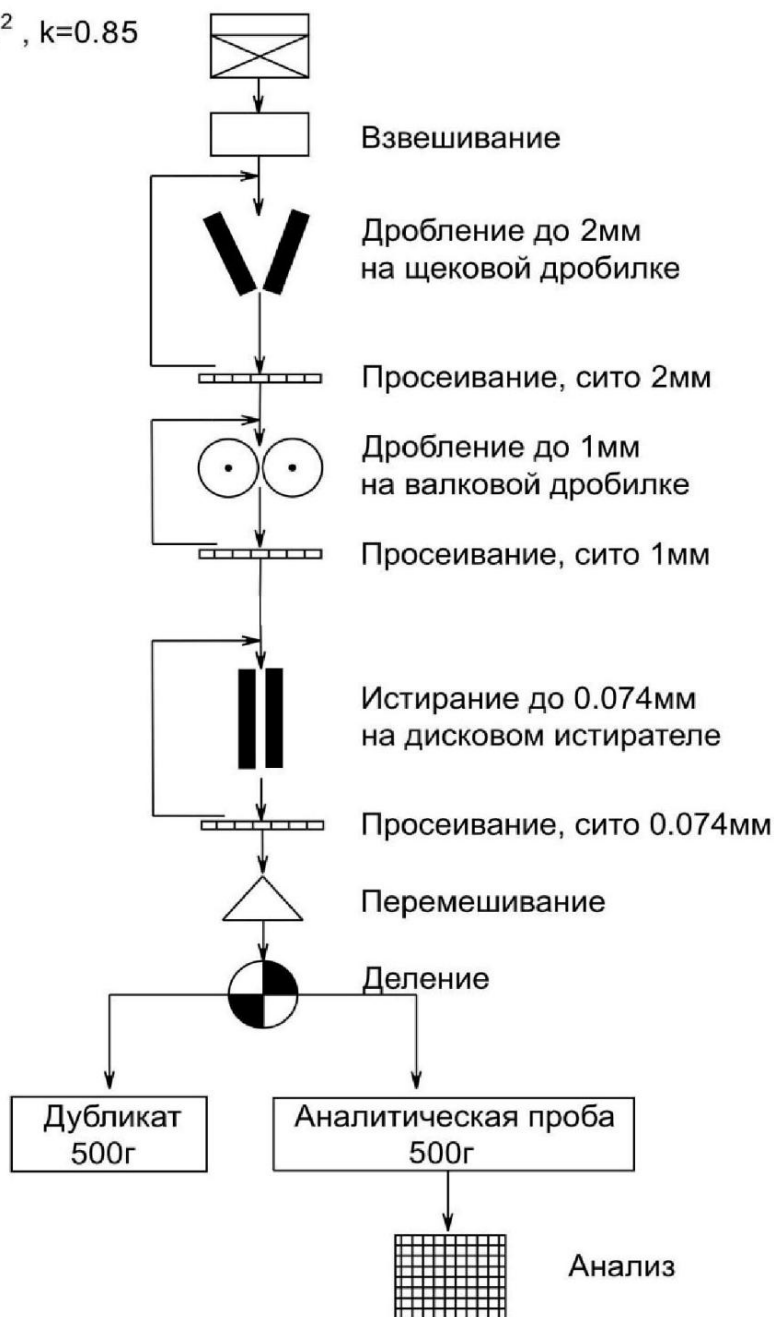 ², k=0.85
Взвешивание
Дробление до 2мм
на щековой дробилке
Просеивание, сито 2мм
Дробление до 1мм
на валковой дробилке
Просеивание, сито 1мм
Истирание до 0.074мм
на дисковом истирателе
Просеивание, сито 0.074мм
Перемешивание
Деление
Дубликат
500г
Аналитическая проба
500г
Анализ